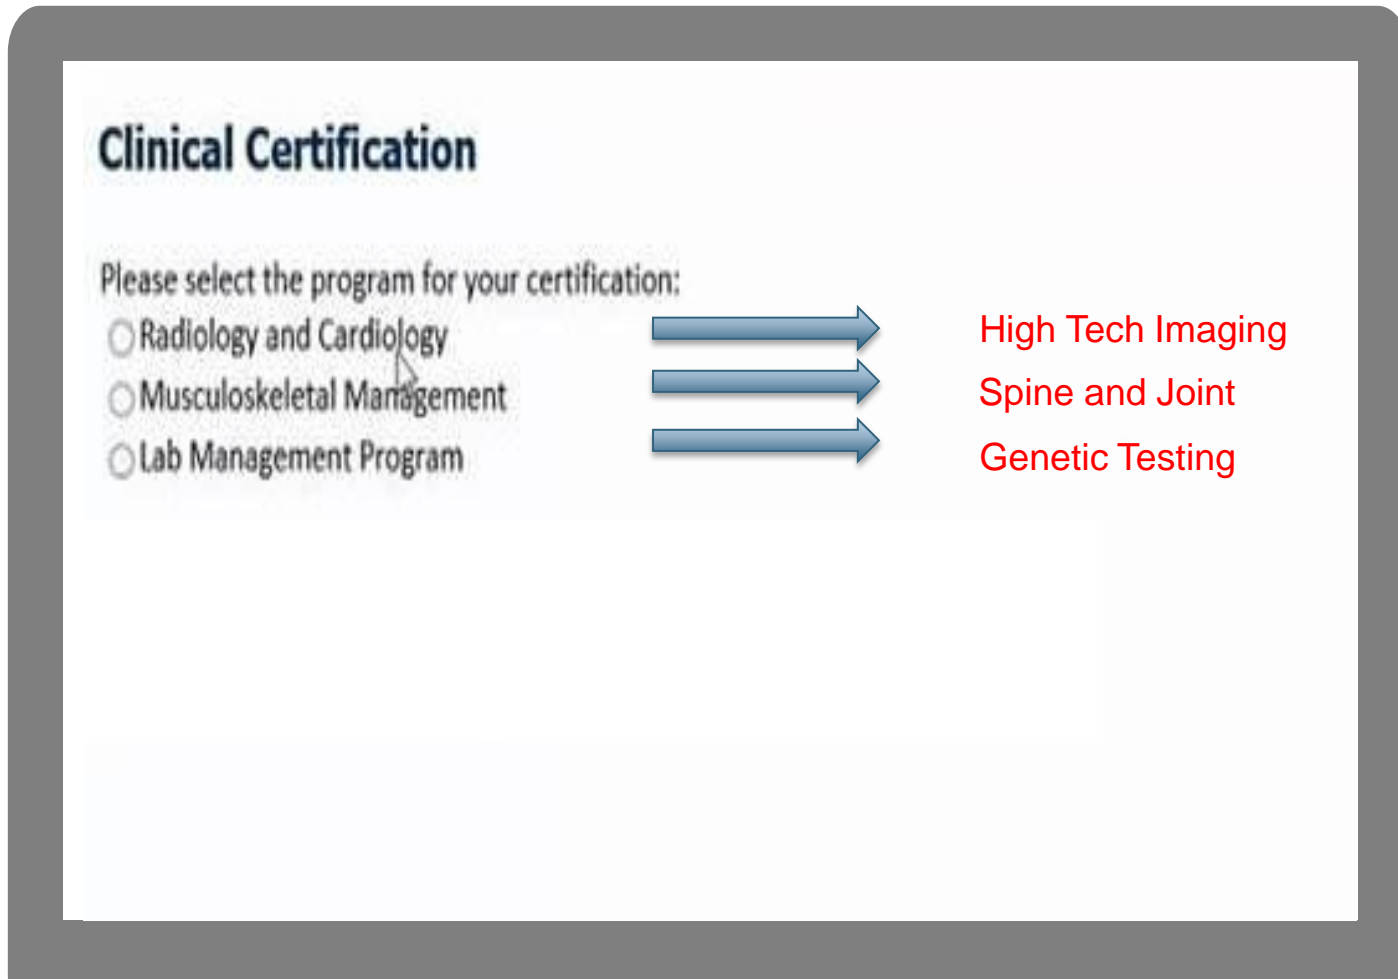 Clinical Certification
Please select the program for your certification:
Radiology and Cardiology
High Tech Imaging
Musculoskeletal Management
Spine and Joint
Lab Management Program
Genetic Testing